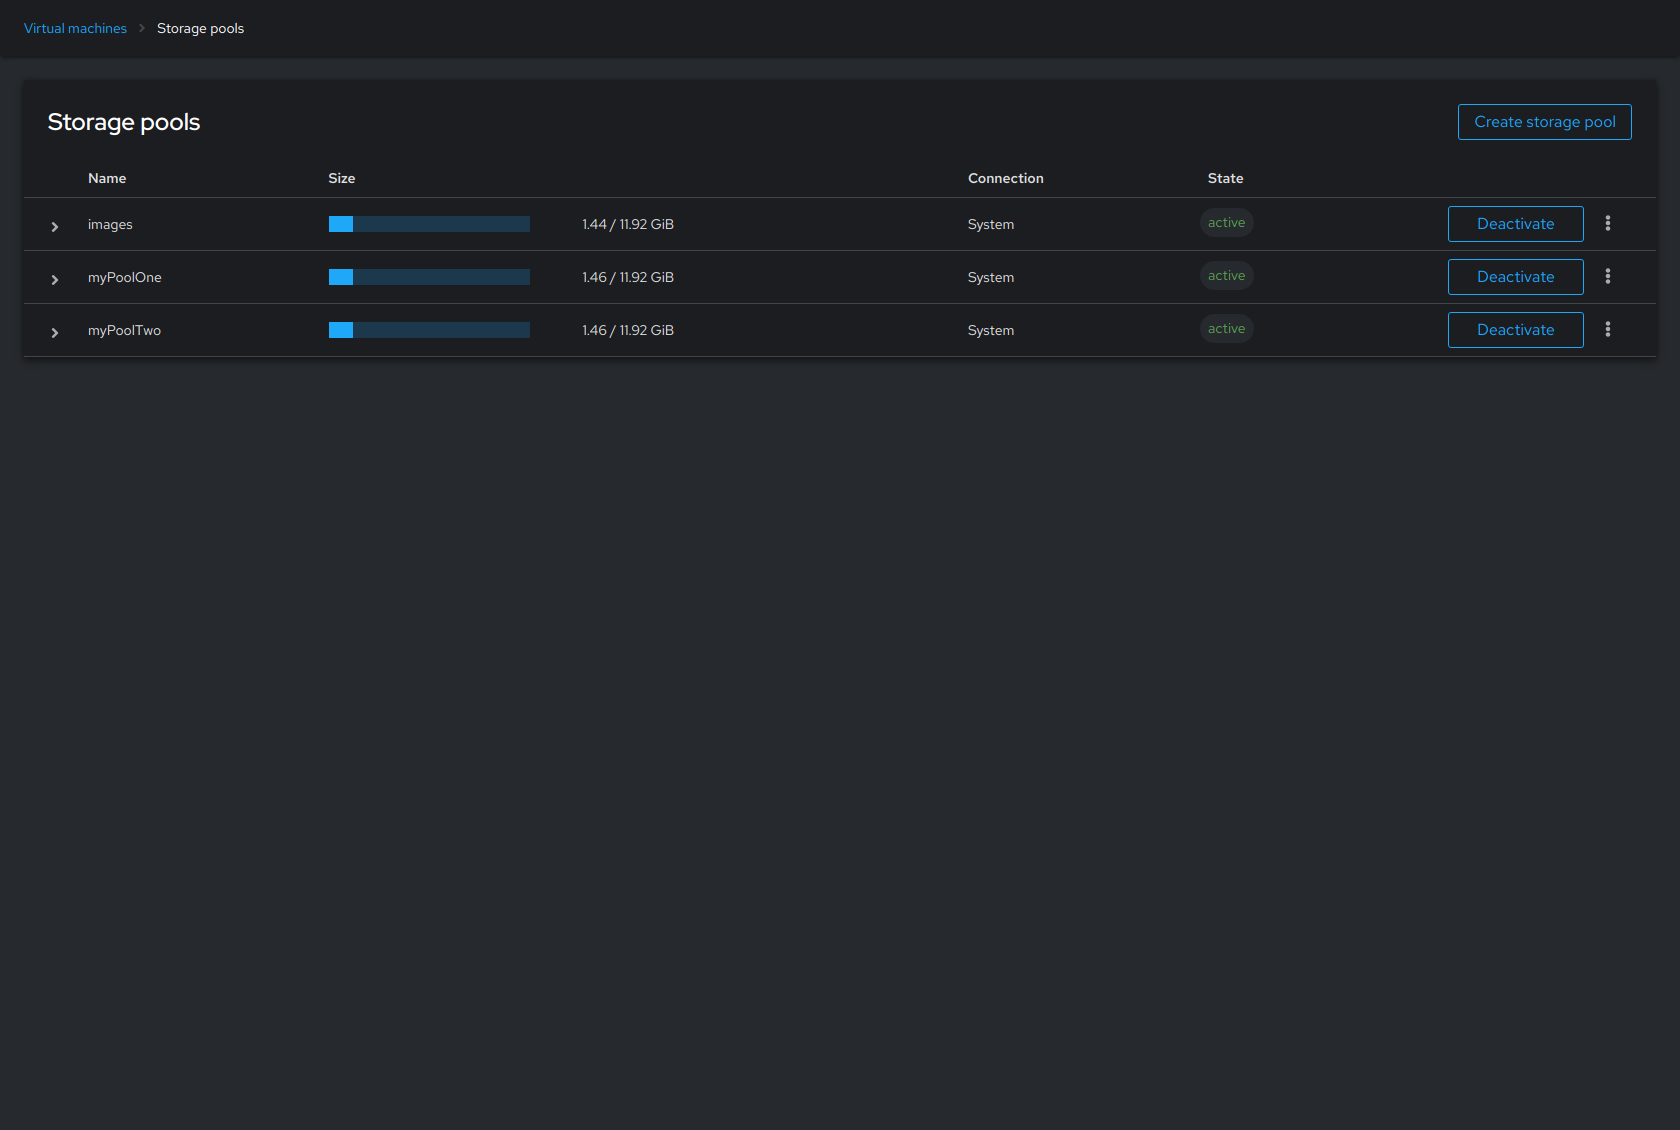 Virtual machines > Storage pools
Storage pools Create storage pool
Name Size Connection State
images 1.44 / 11.92 GiB System active Deactivate
myPoolOne 1.46 / 11.92 GiB System active Deactivate
myPoolTwo 1.46 / 11.92 GiB System active Deactivate